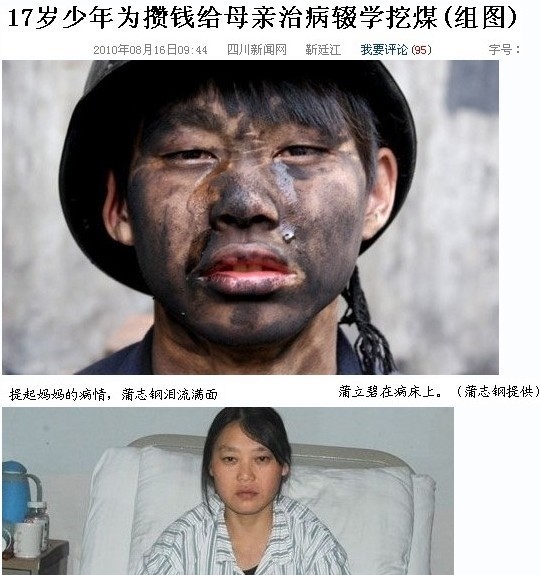 17岁少年为攒钱给母亲治病辍学挖煤(组图)
2010年08月16日09:44 四川新闻网 靳廷江 我要评论(95) 字号：
提起妈妈的病情，蒲志钢泪流满面
蒲立碧在病床上。（蒲志钢提供）